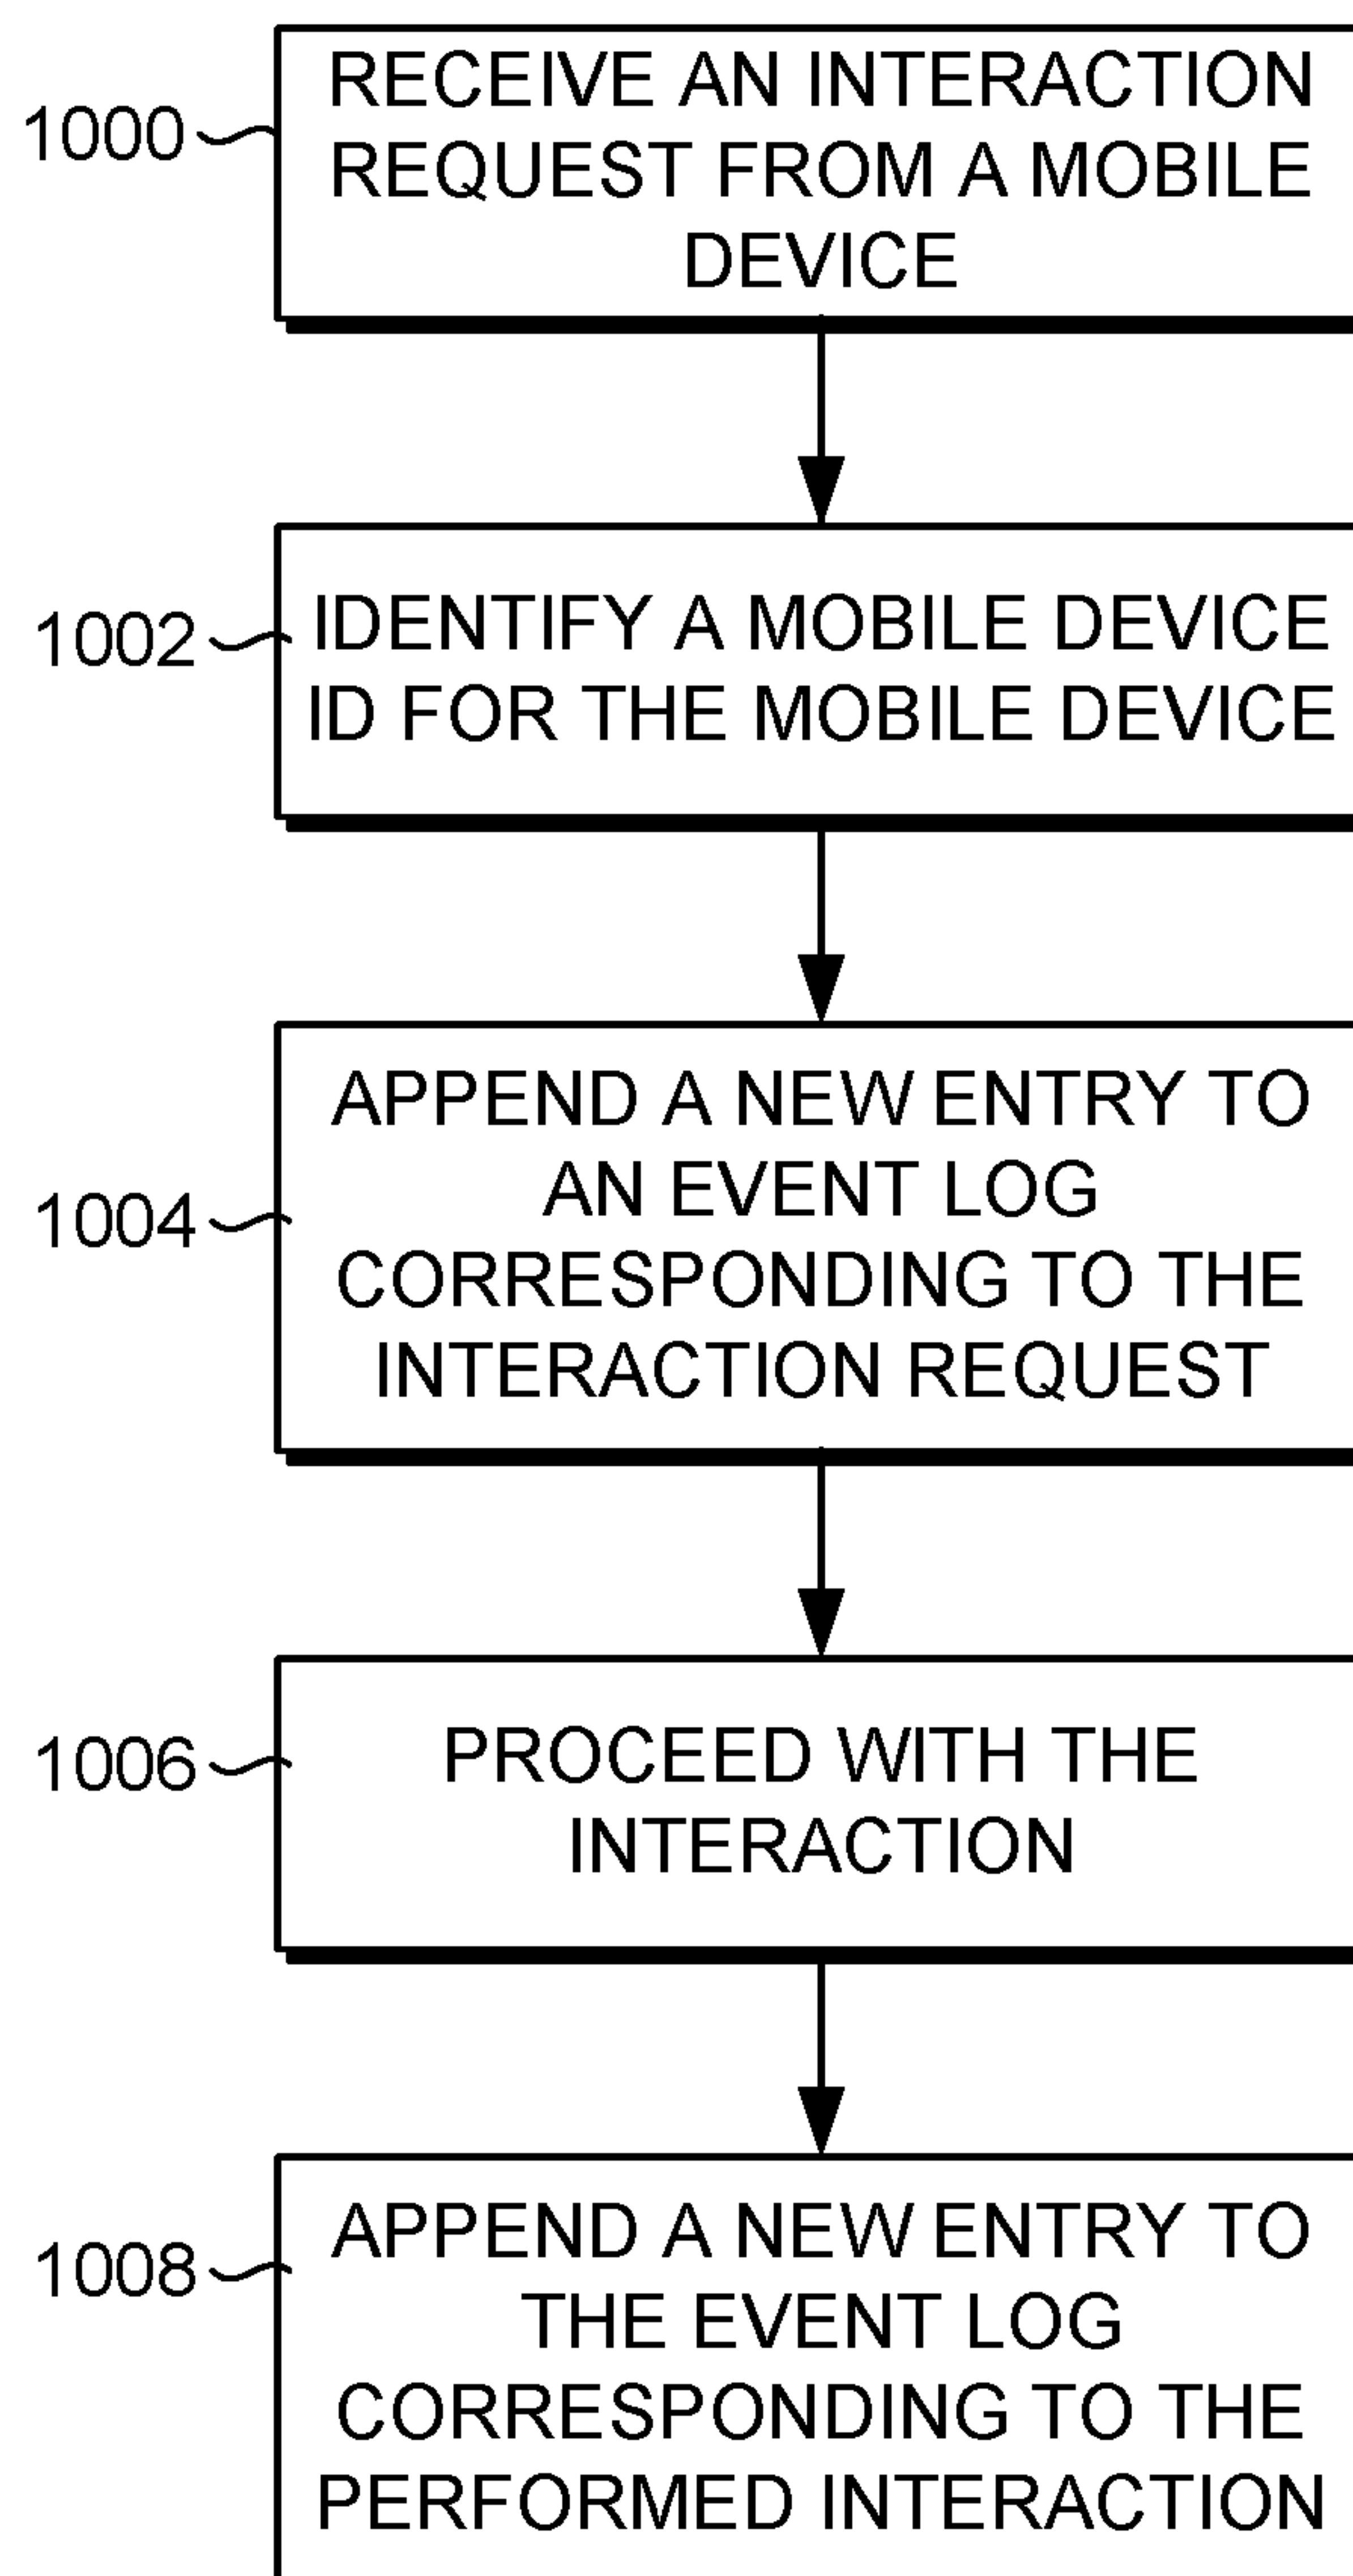 1000
RECEIVE AN INTERACTION
REQUEST FROM A MOBILE
DEVICE
1002
IDENTIFY A MOBILE DEVICE
ID FOR THE MOBILE DEVICE
1004
APPEND A NEW ENTRY TO
AN EVENT LOG
CORRESPONDING TO THE
INTERACTION REQUEST
1006
PROCEED WITH THE
INTERACTION
1008
APPEND A NEW ENTRY TO
THE EVENT LOG
CORRESPONDING TO THE
PERFORMED INTERACTION